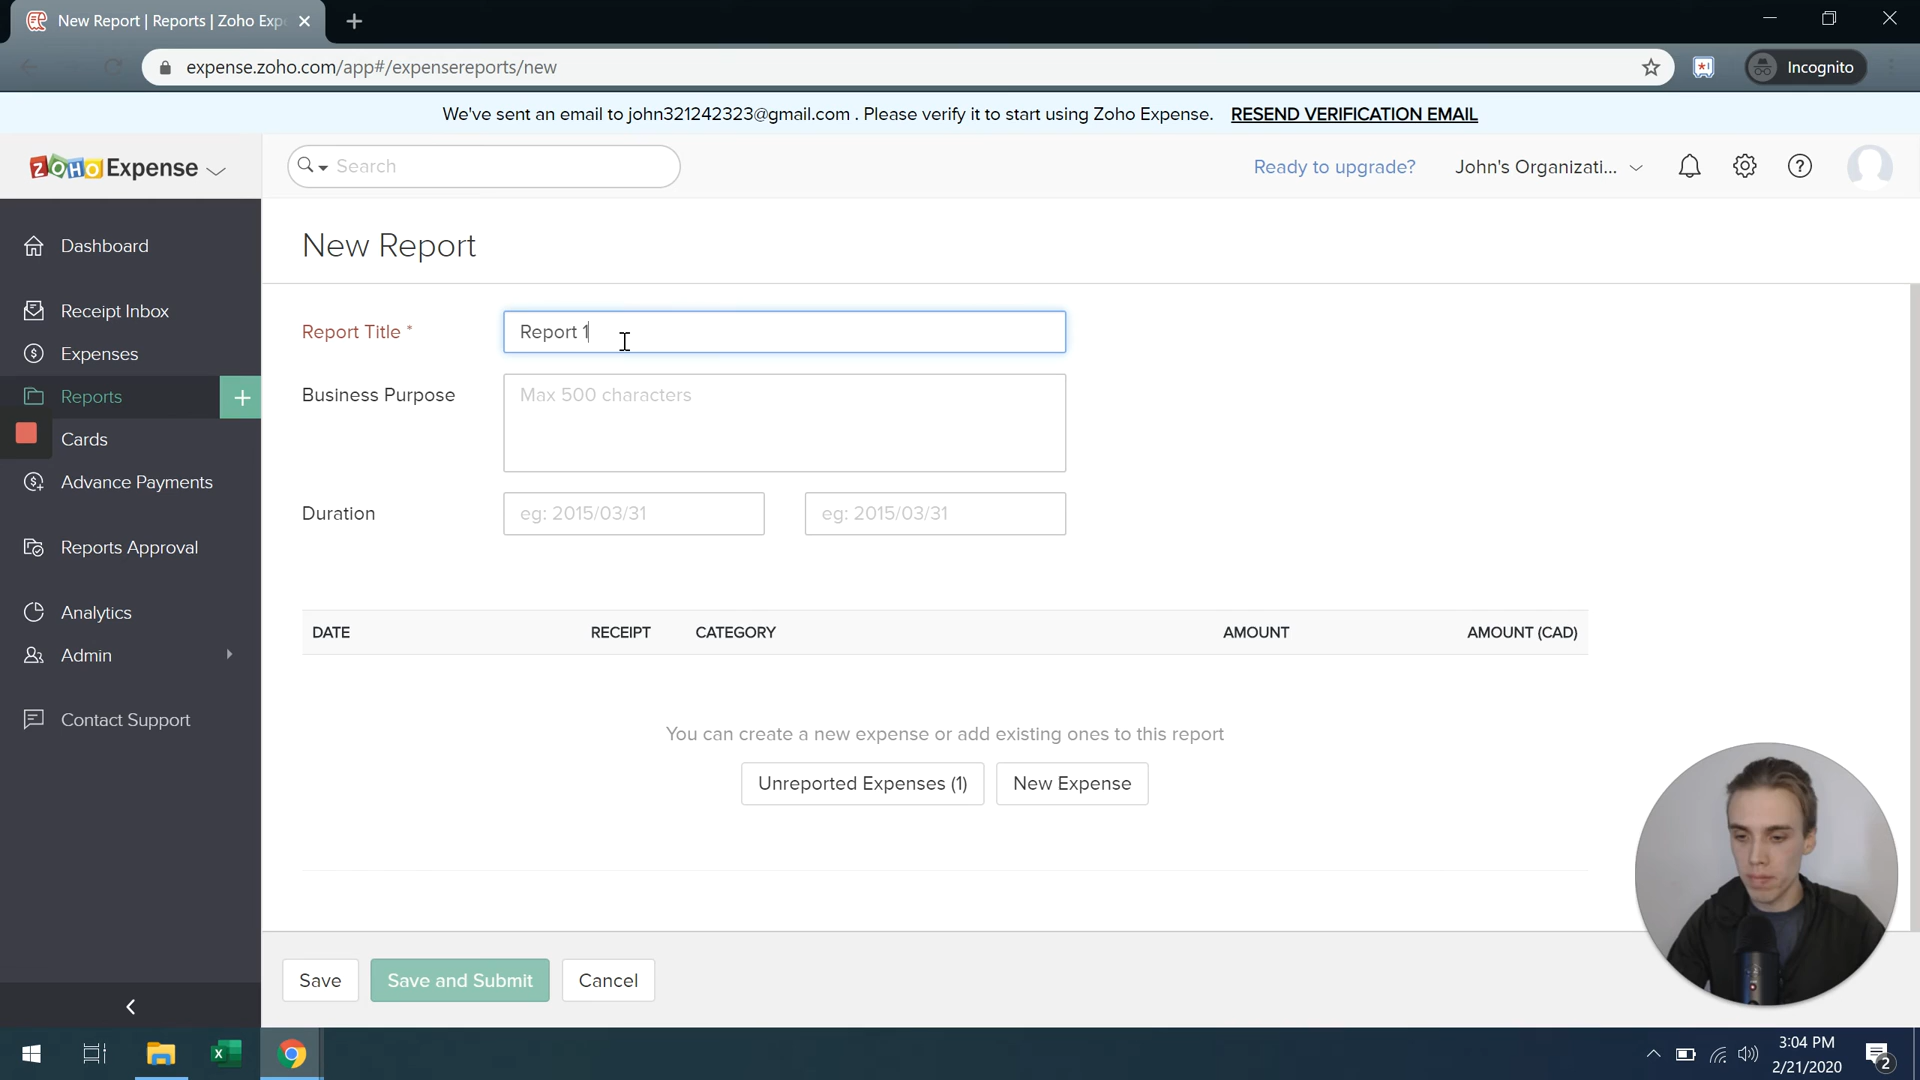 New Report | Reports | Zoho Exp
expense.zoho.com/app#/expensereports/new
Incognito
We've sent an email to john321242323@gmail.com . Please verify it to start using Zoho Expense. RESEND VERIFICATION EMAIL
ZOHO Expense
Search
Ready to upgrade?
John's Organizati...
Dashboard
Receipt Inbox
Expenses
Reports
Cards
Advance Payments
Reports Approval
Analytics
Admin
Contact Support
New Report
Report Title *
Report 1
Business Purpose
Max 500 characters
Duration
eg: 2015/03/31
eg: 2015/03/31
DATE RECEIPT CATEGORY AMOUNT AMOUNT (CAD)
You can create a new expense or add existing ones to this report
Unreported Expenses (1)
New Expense
Save
Save and Submit
Cancel
3:04 PM
2/21/2020
2